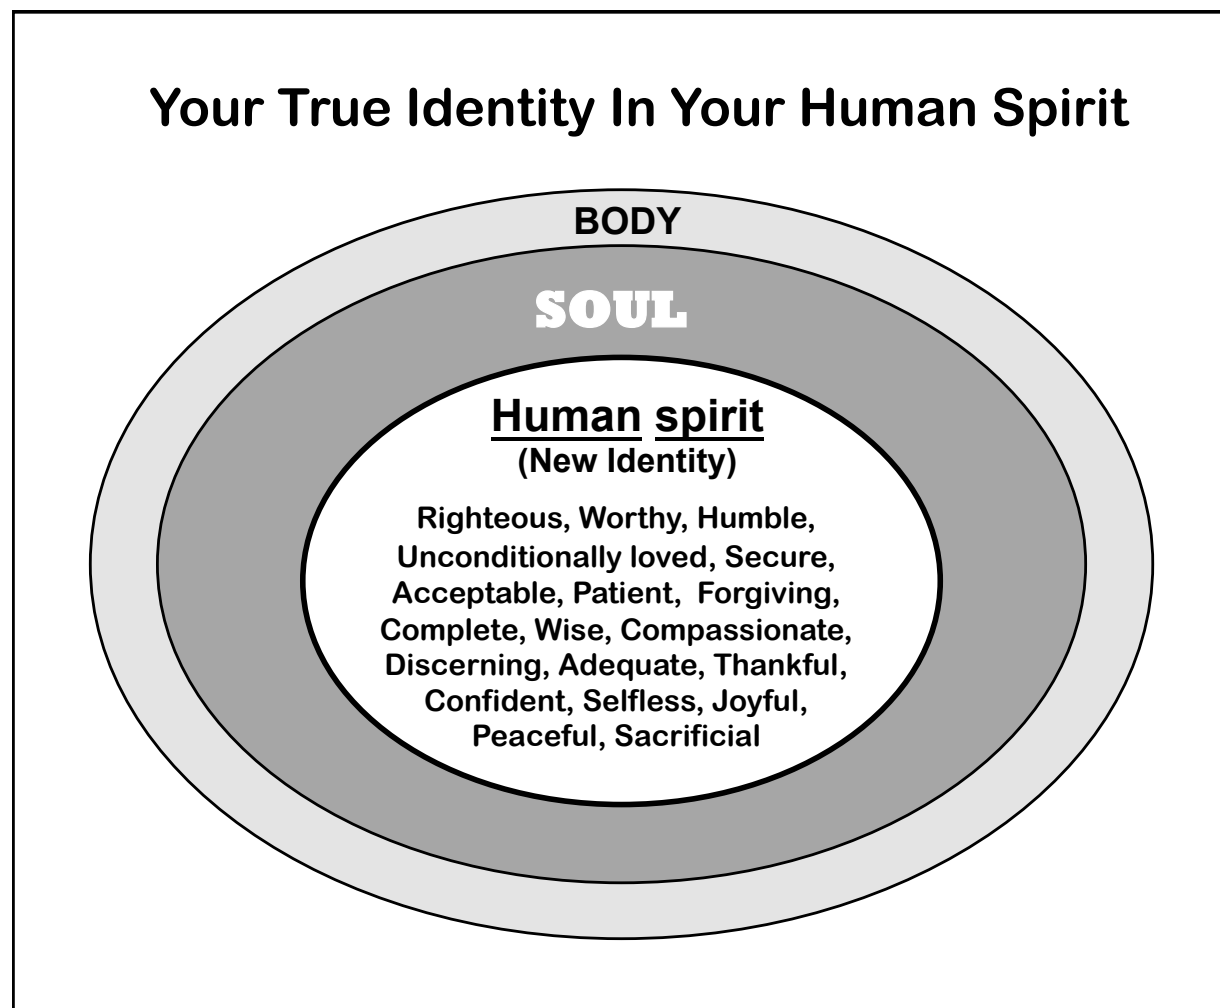 Your True Identity In Your Human Spirit
BODY
SOUL
Human spirit
(New Identity)
Righteous, Worthy, Humble,
Unconditionally loved, Secure,
Acceptable, Patient, Forgiving,
Complete, Wise, Compassionate,
Discerning, Adequate, Thankful,
Confident, Selfless, Joyful,
Peaceful, Sacrificial